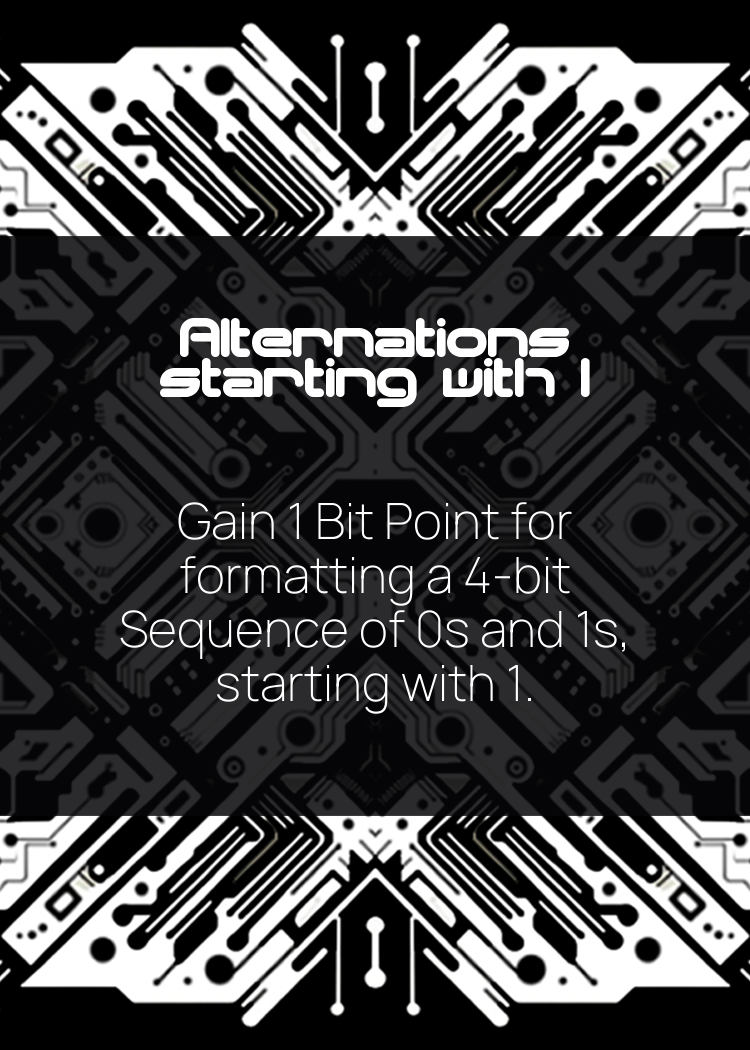 Alternations
starting with 1
Gain 1 Bit Point for
formatting a 4-bit
Sequence of 0s and 1s,
starting with 1.